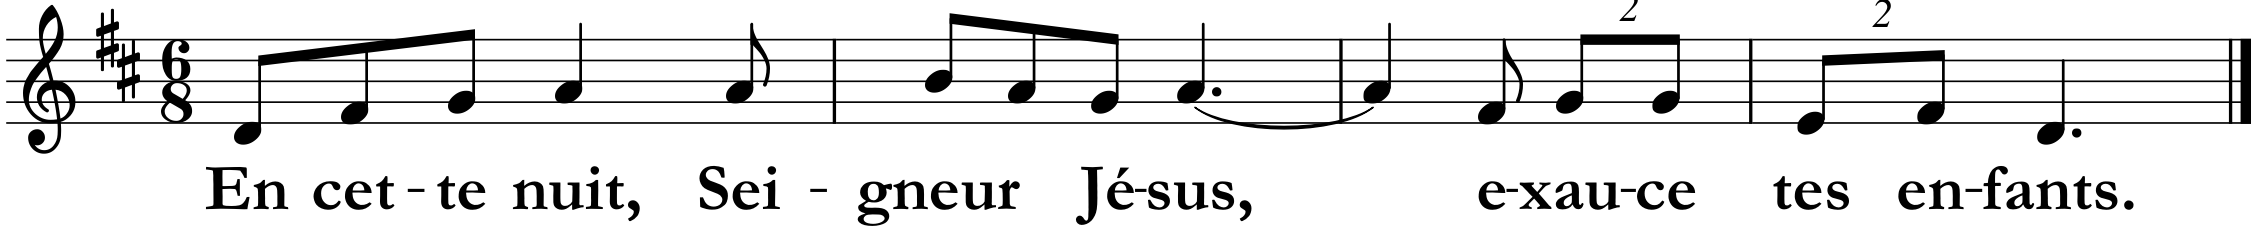 2 2
6
8
En cet - te nuit, Sei - gneur Jé-sus, e-xau-ce tes en-fants.